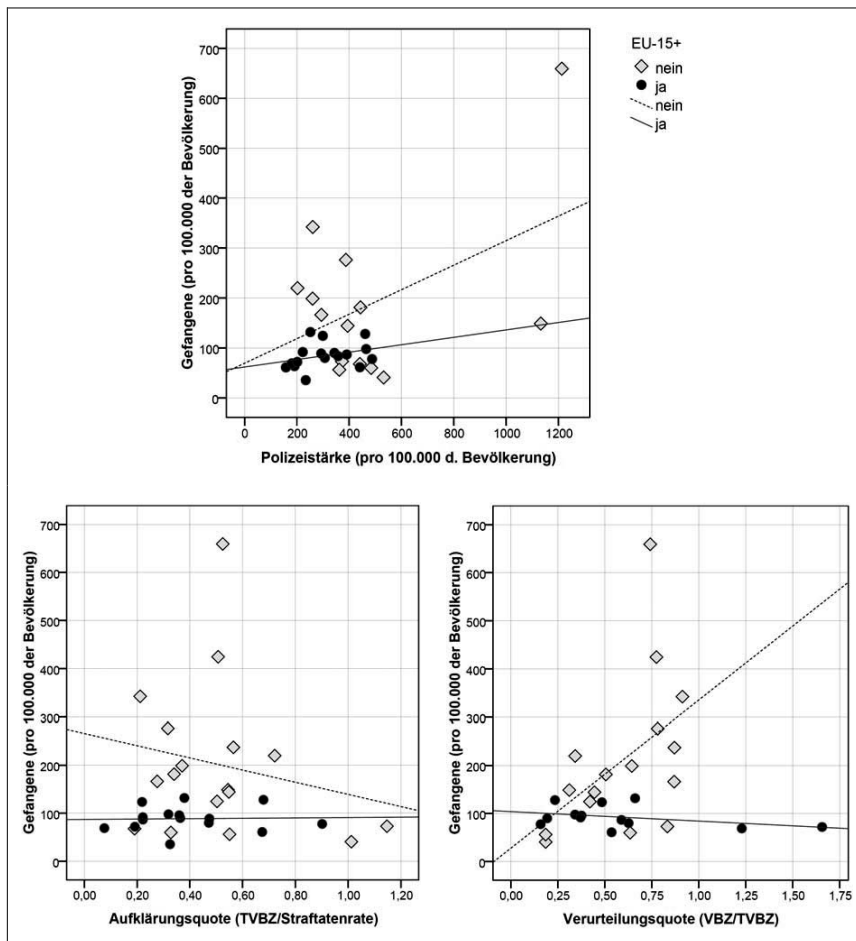 EU-15+
nein
ja
nein
ja
Gefangene (pro 100.000 der Bevölkerung)
700
600
500
400
300
200
100
0
0 200 400 600 800 1000 1200
Polizeistärke (pro 100.000 d. Bevölkerung)
Gefangene (pro 100.000 der Bevölkerung)
700
600
500
400
300
200
100
0
0,00 0,20 0,40 0,60 0,80 1,00 1,20
Aufklärungsquote (TVBZ/Straftatenrate)
Gefangene (pro 100.000 der Bevölkerung)
700
600
500
400
300
200
100
0
0,00 0,25 0,50 0,75 1,00 1,25 1,50 1,75
Verurteilungsquote (VBZ/TVBZ)